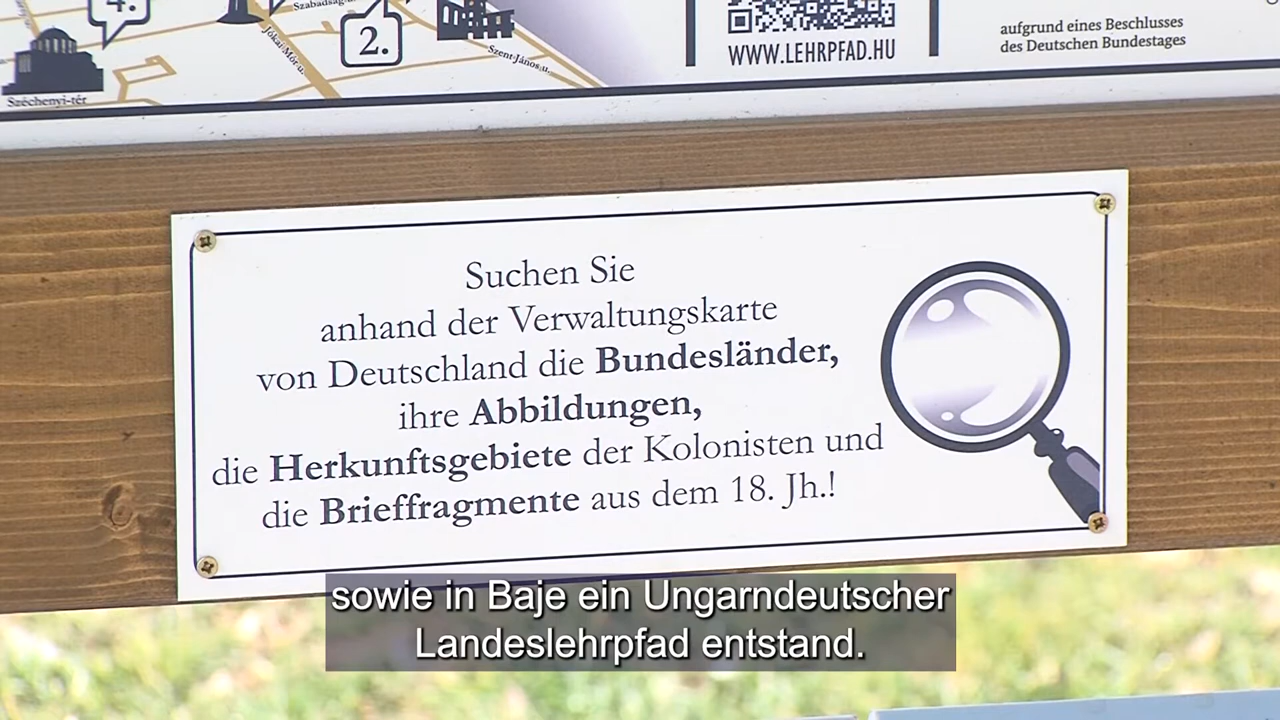 4.
Szabadság u.
2.
Jókai Mór u.
Szent János u.
Széchenyi-tér
WWW.LEHRPFAD.HU
aufgrund eines Beschlusses
des Deutschen Bundestages
Suchen Sie
anhand der Verwaltungskarte
von Deutschland die Bundesländer,
ihre Abbildungen,
die Herkunftsgebiete der Kolonisten und
die Brieffragmente aus dem 18. Jh.!
sowie in Baje ein Ungarndeutscher
Landeslehrpfad entstand.